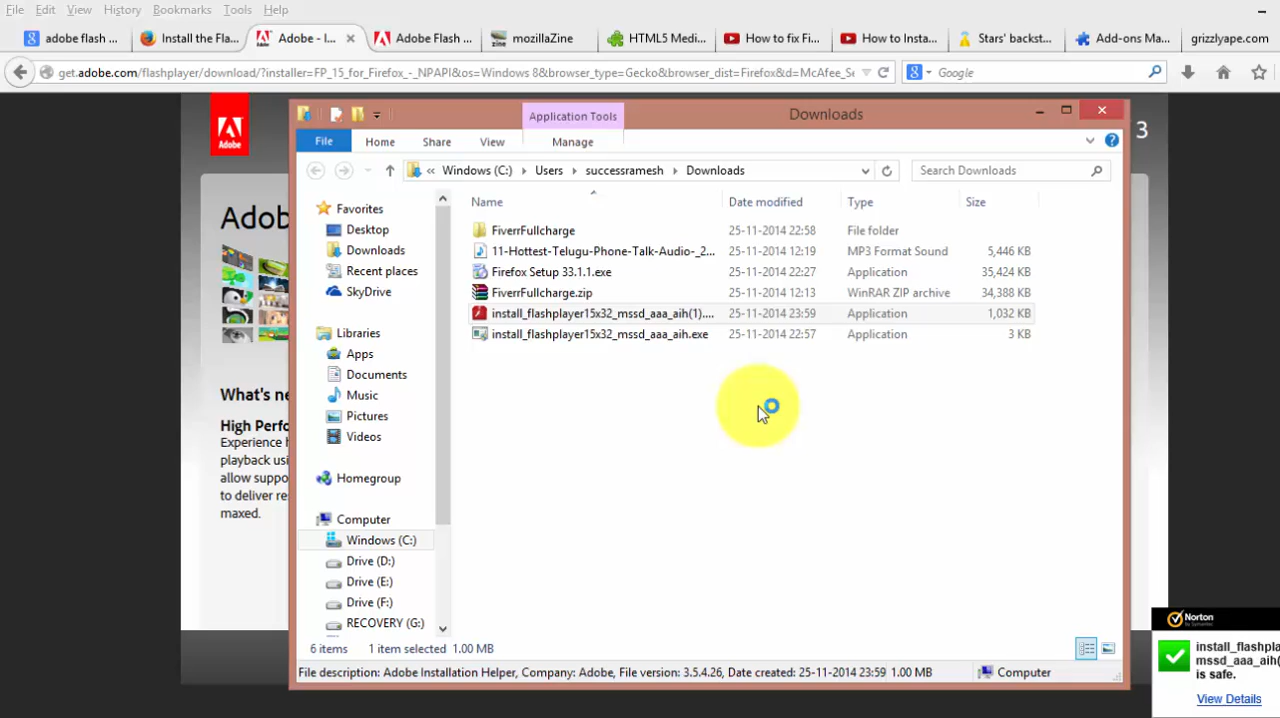 File Edit View History Bookmarks Tools Help
adobe flash ... Install the Fla... Adobe - I... Adobe Flash ... mozillaZine HTML5 Medi... How to fix Fi... How to Insta... Stars' backst... Add-ons Ma... grizzlyape.com
get.adobe.com/flashplayer/download/?installer=FP_15_for_Firefox_-_NPAPI&os=Windows 8&browser_type=Gecko&browser_dist=Firefox&d=McAfee_Se Google
Application Tools Downloads
3
File Home Share View Manage
« Windows (C:) Users successramesh Downloads Search Downloads
Name Date modified Type Size
Favorites
Desktop
Downloads
Recent places
SkyDrive
Libraries
Apps
Documents
Music
Pictures
Videos
Homegroup
Computer
Windows (C:)
Drive (D:)
Drive (E:)
Drive (F:)
RECOVERY (G:)
FiverrFullcharge 25-11-2014 22:58 File folder
11-Hottest-Telugu-Phone-Talk-Audio-_2... 25-11-2014 12:19 MP3 Format Sound 5,446 KB
Firefox Setup 33.1.1.exe 25-11-2014 22:27 Application 35,424 KB
FiverrFullcharge.zip 25-11-2014 12:13 WinRAR ZIP archive 34,388 KB
install_flashplayer15x32_mssd_aaa_aih(1).... 25-11-2014 23:59 Application 1,032 KB
install_flashplayer15x32_mssd_aaa_aih.exe 25-11-2014 22:57 Application 3 KB
6 items 1 item selected 1.00 MB
File description: Adobe Installation Helper, Company: Adobe, File version: 3.5.4.26, Date created: 25-11-2014 23:59 1.00 MB Computer
Adob
What's ne
High Perfo
Experience h
playback usi
allow suppo
to deliver re
maxed.
Norton
by Symantec
install_flashpla
mssd_aaa_aih(
is safe.
View Details